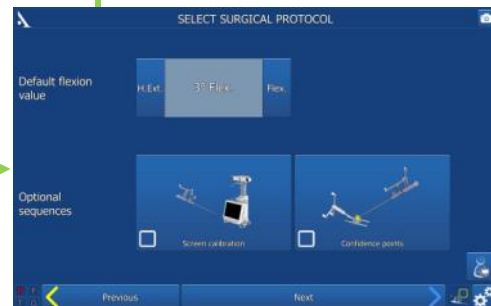 SELECT SURGICAL PROTOCOL
Default flexion
value
H.Ext.
3° Flex.
Flex.
Optional
sequences
Screen calibration
Confidence points
Previous
Next